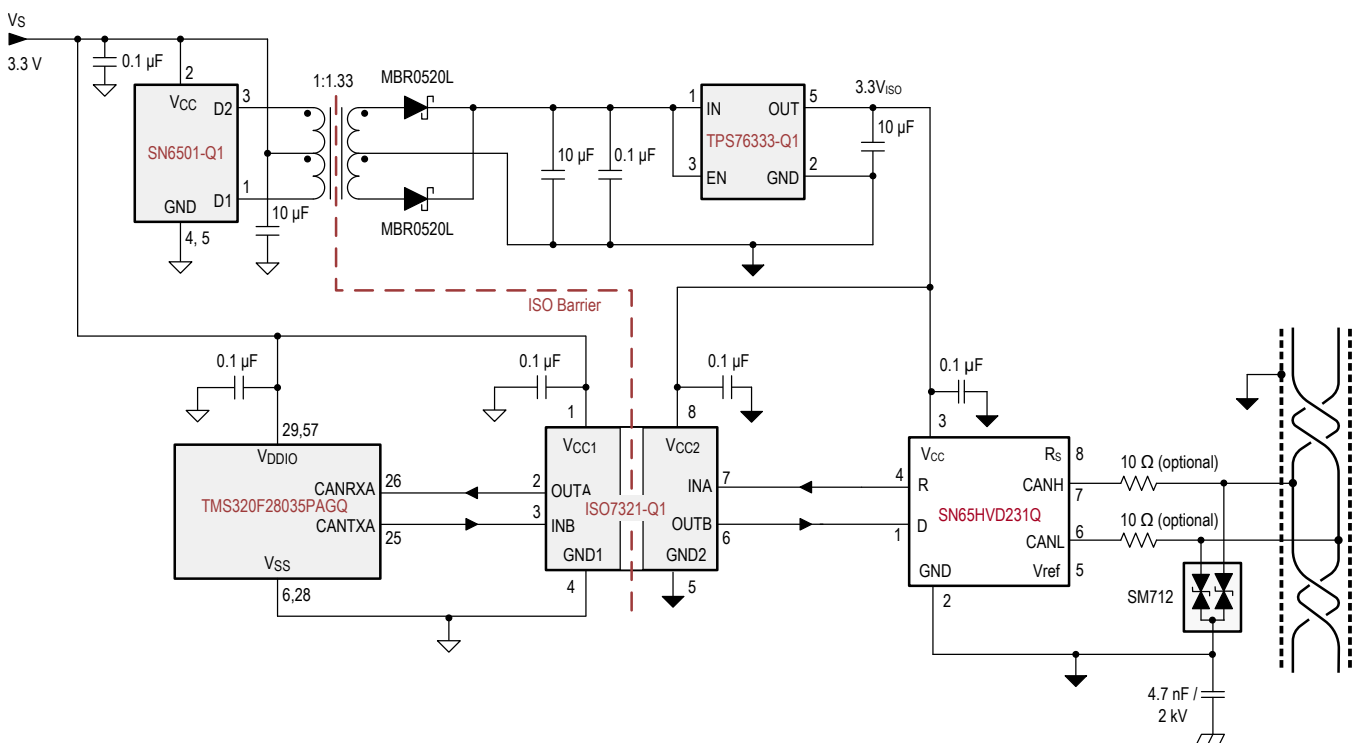 VS
3.3 V
0.1 µF
2
VCC
D2
3
SN6501-Q1
1
D1
GND
4, 5
10 µF
1:1.33
MBR0520L
MBR0520L
10 µF
0.1 µF
1
IN
OUT
5
TPS76333-Q1
3
EN
GND
2
3.3VISO
10 µF
ISO Barrier
0.1 µF
0.1 µF
0.1 µF
0.1 µF
29,57
VDDIO
CANRXA
26
TMS320F28035PAGQ
CANTXA
25
VSS
6,28
1
VCC1
2
OUTA
3
INB
GND1
4
ISO7321-Q1
8
VCC2
INA
7
OUTB
6
GND2
5
3
VCC
RS
8
4
R
CANH
7
SN65HVD231Q
1
D
CANL
6
GND
Vref
5
2
10 Ω (optional)
10 Ω (optional)
SM712
4.7 nF /
2 kV